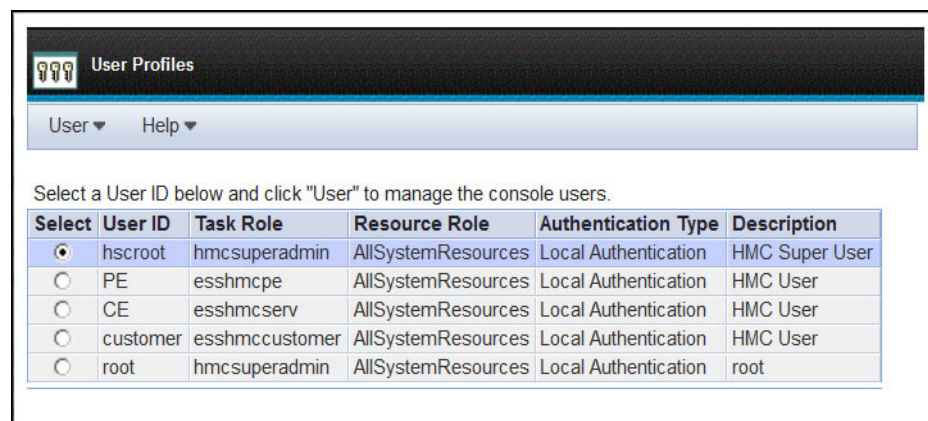 User Profiles
User Help
Select a User ID below and click "User" to manage the console users.
Select User ID Task Role Resource Role Authentication Type Description
hscroot hmcsuperadmin AllSystemResources Local Authentication HMC Super User
PE esshmcpe AllSystemResources Local Authentication HMC User
CE esshmcserv AllSystemResources Local Authentication HMC User
customer esshmccustomer AllSystemResources Local Authentication HMC User
root hmcsuperadmin AllSystemResources Local Authentication root